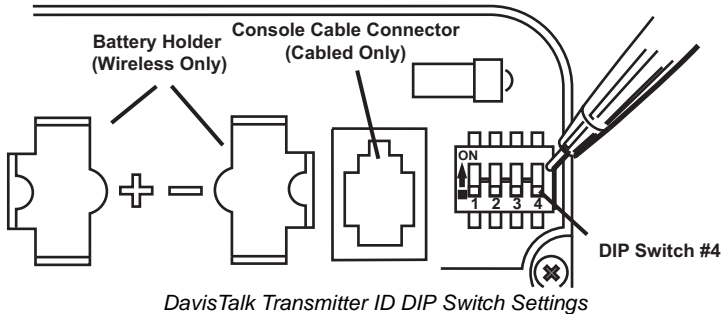 Console Cable Connector
(Cabled Only)
Battery Holder
(Wireless Only)
ON
1 2 3 4
DIP Switch #4
DavisTalk Transmitter ID DIP Switch Settings